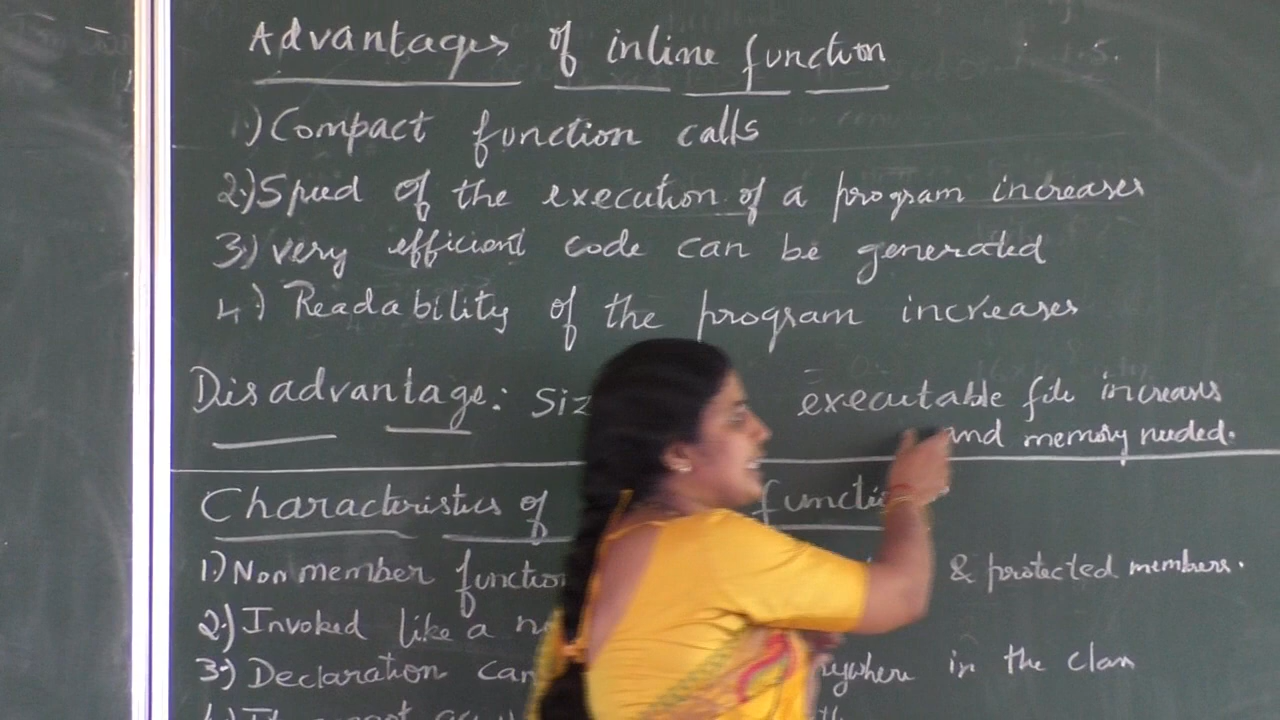 Advantages of inline function
1.) Compact function calls
2.) Speed of the execution of a program increases
3) very efficient code can be generated
4.) Readability of the program increases
Disadvantage: Siz executable file increases
and memory needed.
Characteristics of functio
1.) Non member function & protected members.
2.) Invoked like a n
3.) Declaration can ywhere in the class